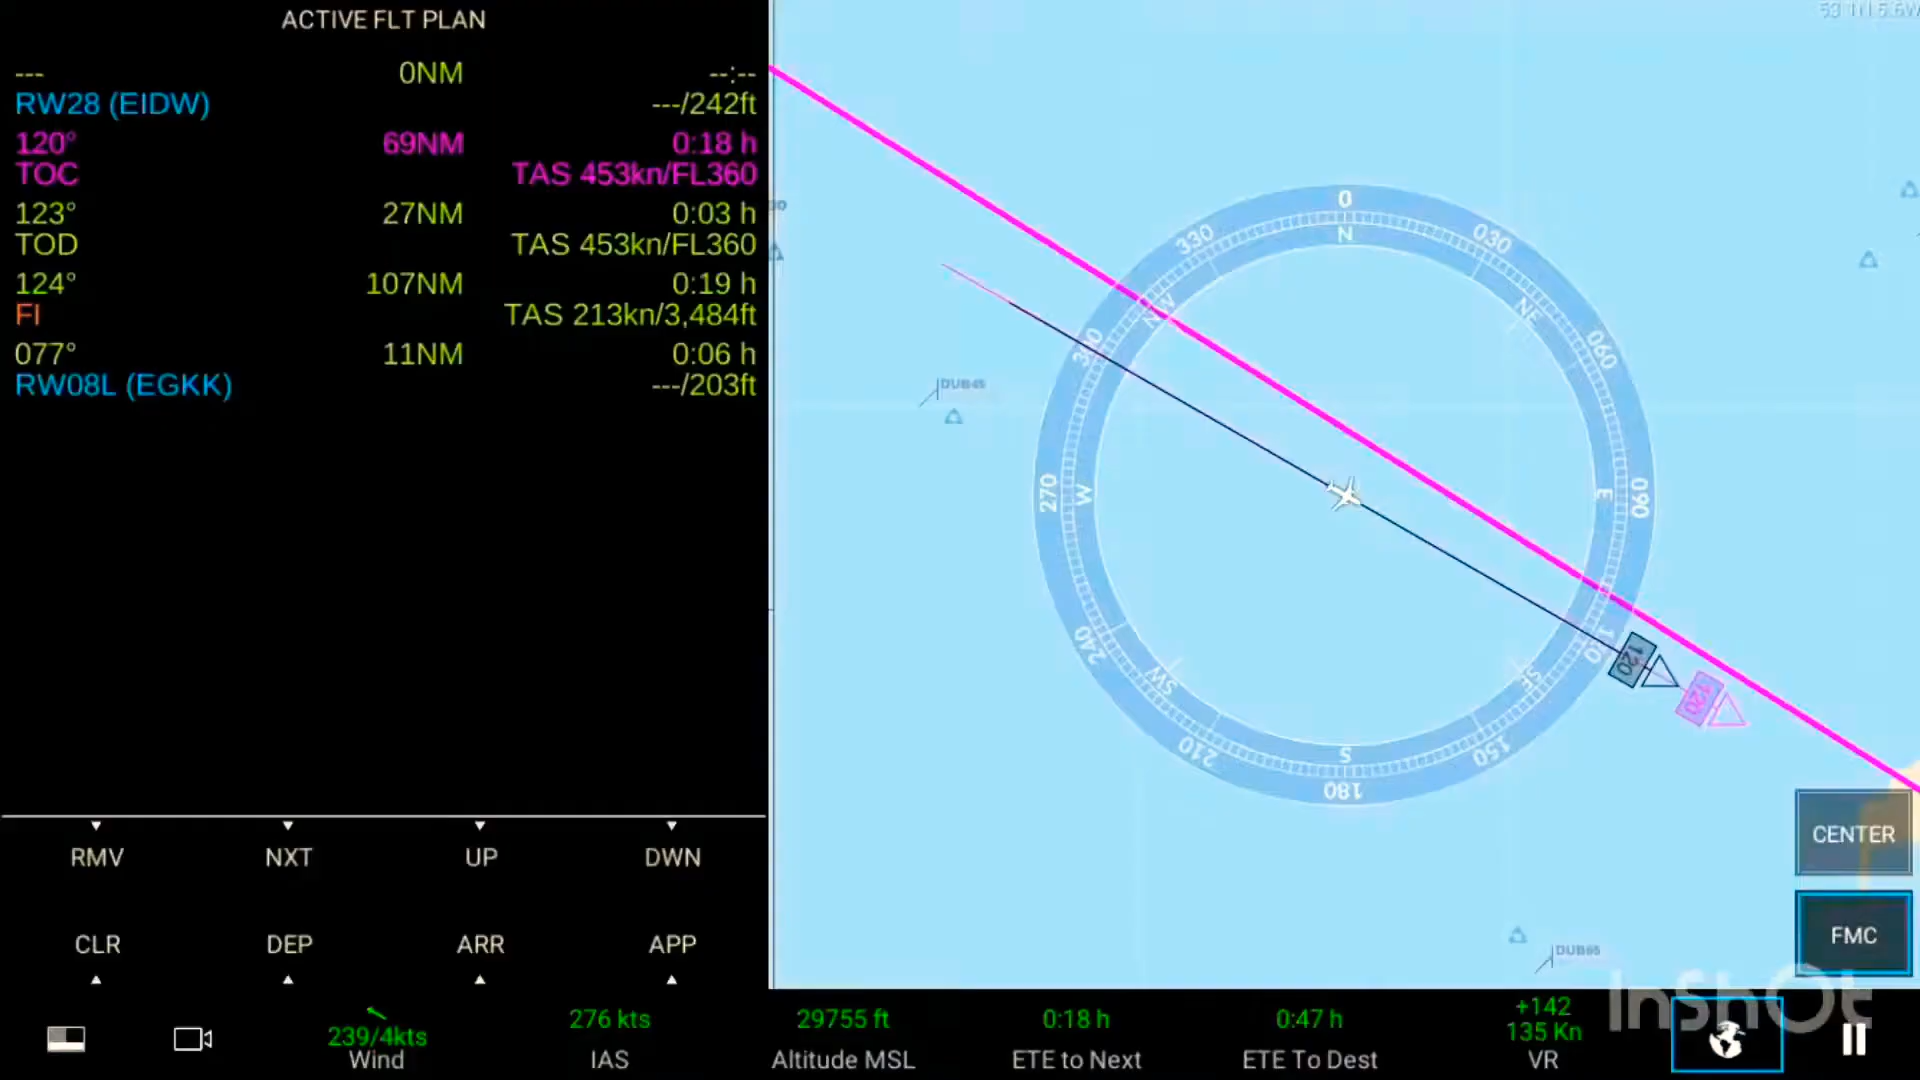 ACTIVE FLT PLAN
--- 0NM --:--
RW28 (EIDW) ---/242ft
120° 69NM 0:18 h
TOC TAS 453kn/FL360
123° 27NM 0:03 h
TOD TAS 453kn/FL360
124° 107NM 0:19 h
FI TAS 213kn/3,484ft
077° 11NM 0:06 h
RW08L (EGKK) ---/203ft
RMV NXT UP DWN
CLR DEP ARR APP
0
N
330 030
NW NE
300 060
DUB45
270 W E 090
120
120
120
240 SW SE
210 150
S
180
CENTER
FMC
DUB65
InShOt
239/4kts
Wind
276 kts
IAS
29755 ft
Altitude MSL
0:18 h
ETE to Next
0:47 h
ETE To Dest
+142
135 Kn
VR